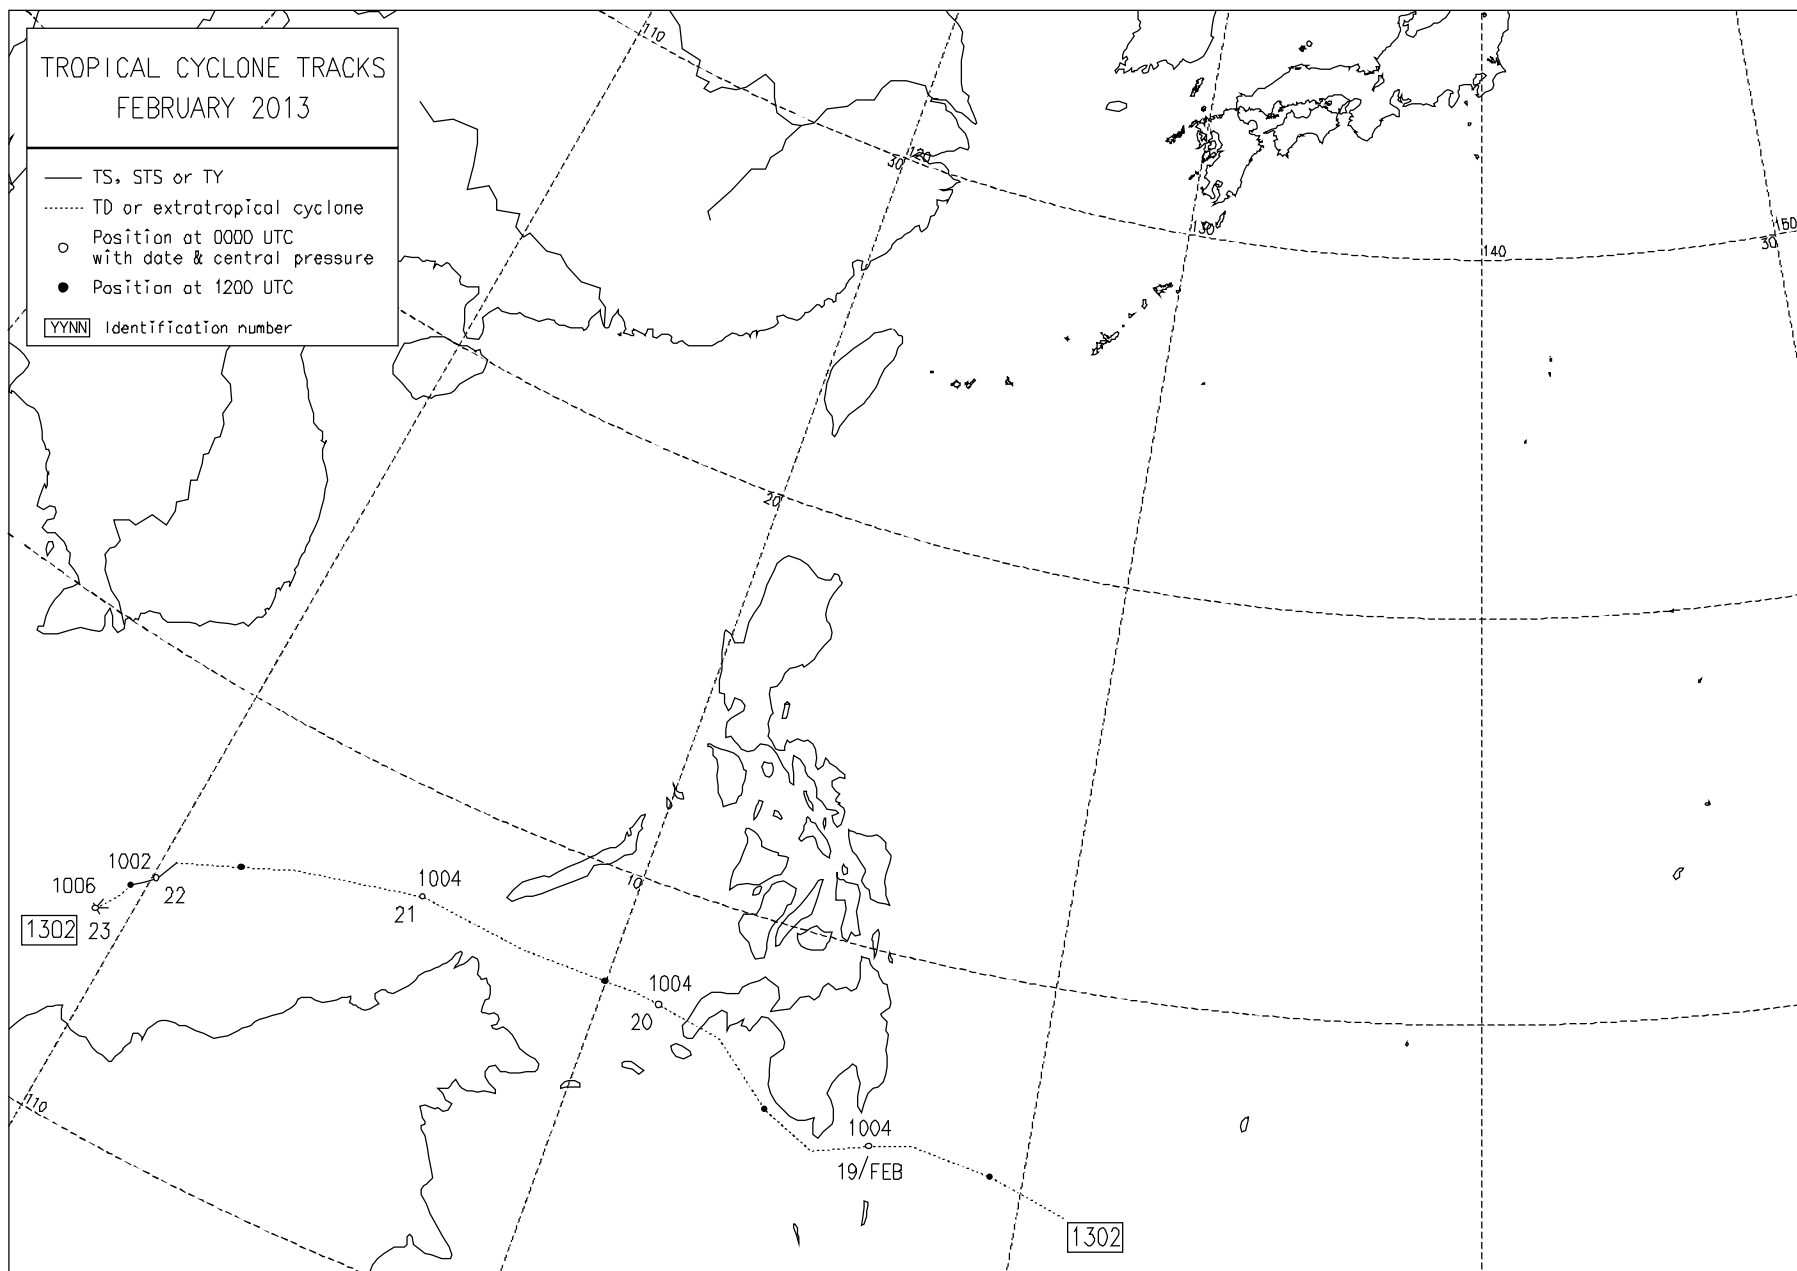 TROPICAL CYCLONE TRACKS
FEBRUARY 2013
TS, STS or TY
TD or extratropical cyclone
Position at 0000 UTC
with date & central pressure
Position at 1200 UTC
YYNN Identification number
110
120
30
130
140
150
30
20
10
110
1002
22
1006
23
1302
1004
21
1004
20
1004
19/FEB
1302